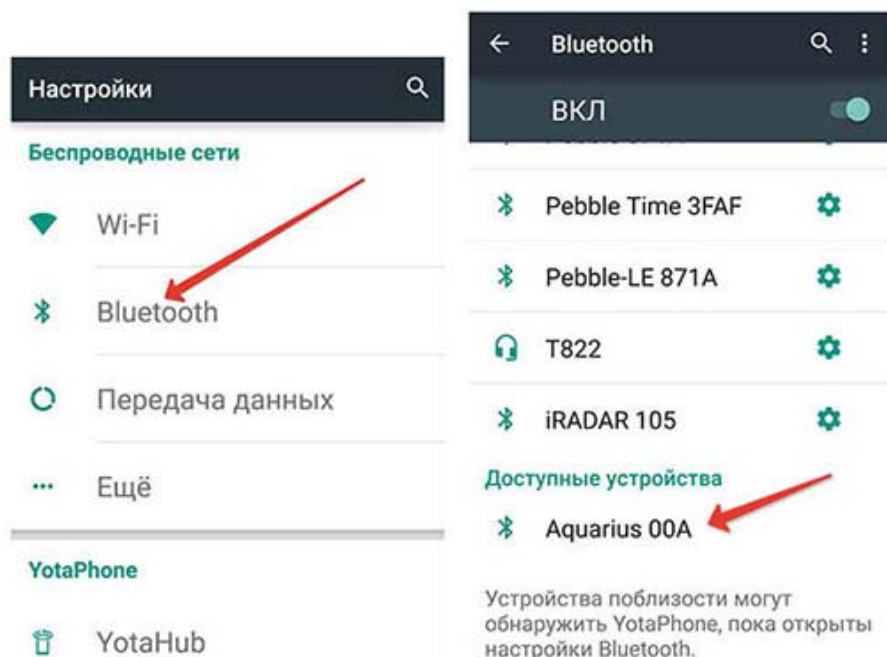 Настройки
Беспроводные сети
Wi-Fi
Bluetooth
Передача данных
Ещё
YotaPhone
YotaHub
Bluetooth
ВКЛ
Pebble Time 3FAF
Pebble-LE 871A
T822
iRADAR 105
Доступные устройства
Aquarius 00A
Устройства поблизости могут
обнаружить YotaPhone, пока открыты
настройки Bluetooth.